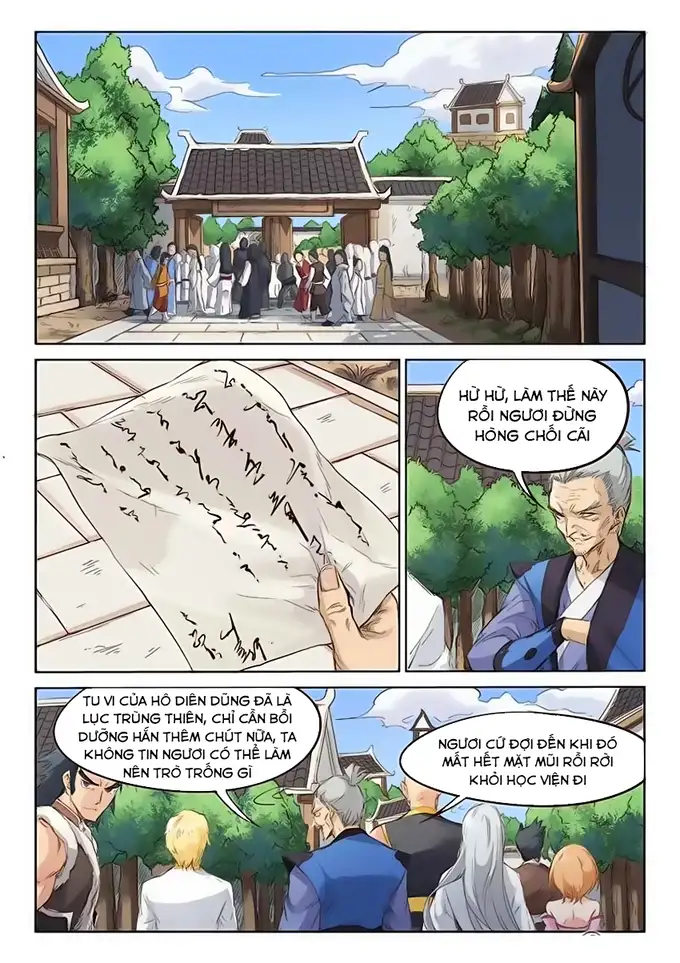 HỪ HỪ, LÀM THẾ NÀY
RỒI NGƯƠI ĐỪNG
HÒNG CHỐI CÃI
TU VI CỦA HÔ DIÊN DŨNG ĐÃ LÀ
LỤC TRÙNG THIÊN, CHỈ CẦN BỒI
DƯỠNG HẮN THÊM CHÚT NỮA, TA
KHÔNG TIN NGƯƠI CÓ THỂ LÀM
NÊN TRÒ TRỐNG GÌ
NGƯƠI CỨ ĐỢI ĐẾN KHI ĐÓ
MẤT HẾT MẶT MŨI RỒI RỜI
KHỎI HỌC VIỆN ĐI